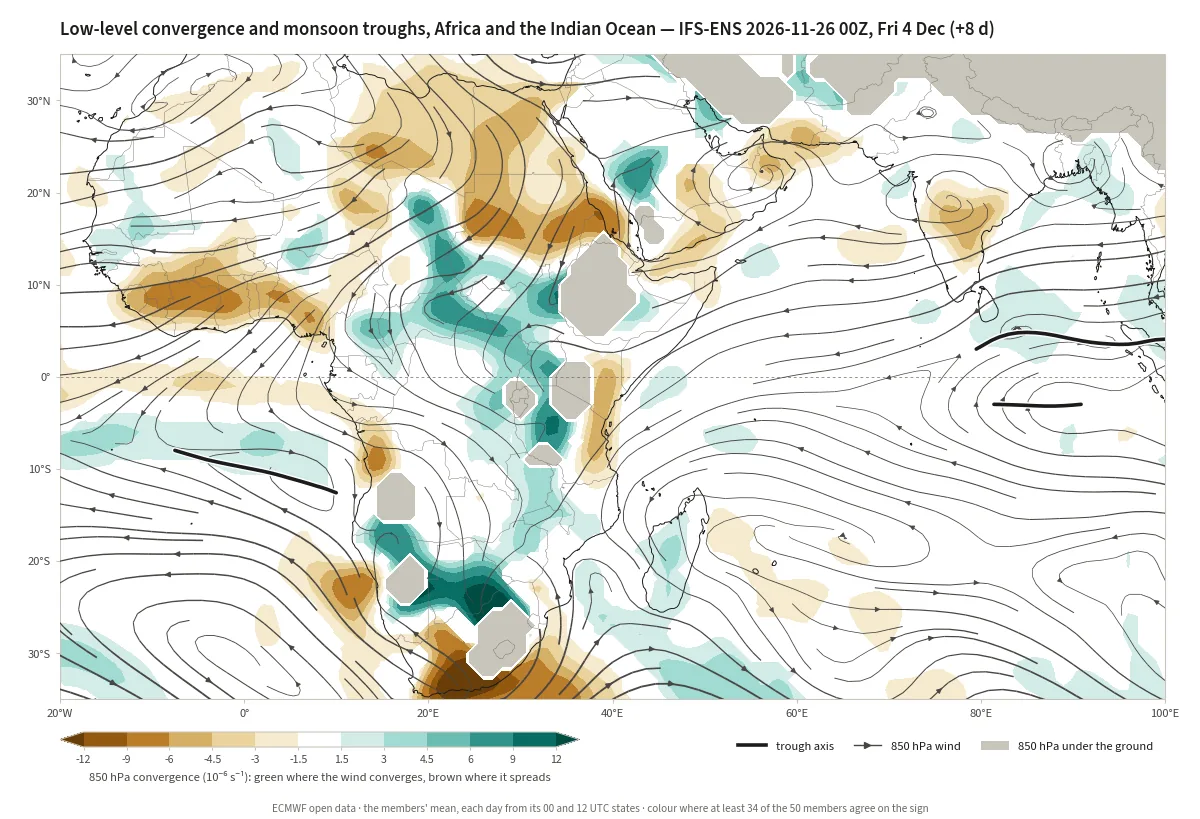 Low-level convergence and monsoon troughs, Africa and the Indian Ocean — IFS-ENS 2026-11-26 00Z, Fri 4 Dec (+8 d)
30°N
20°N
10°N
0°
10°S
20°S
30°S
20°W 0° 20°E 40°E 60°E 80°E 100°E
trough axis 850 hPa wind 850 hPa under the ground
-12 -9 -6 -4.5 -3 -1.5 1.5 3 4.5 6 9 12
850 hPa convergence (10⁻⁶ s⁻¹): green where the wind converges, brown where it spreads
ECMWF open data · the members' mean, each day from its 00 and 12 UTC states · colour where at least 34 of the 50 members agree on the sign